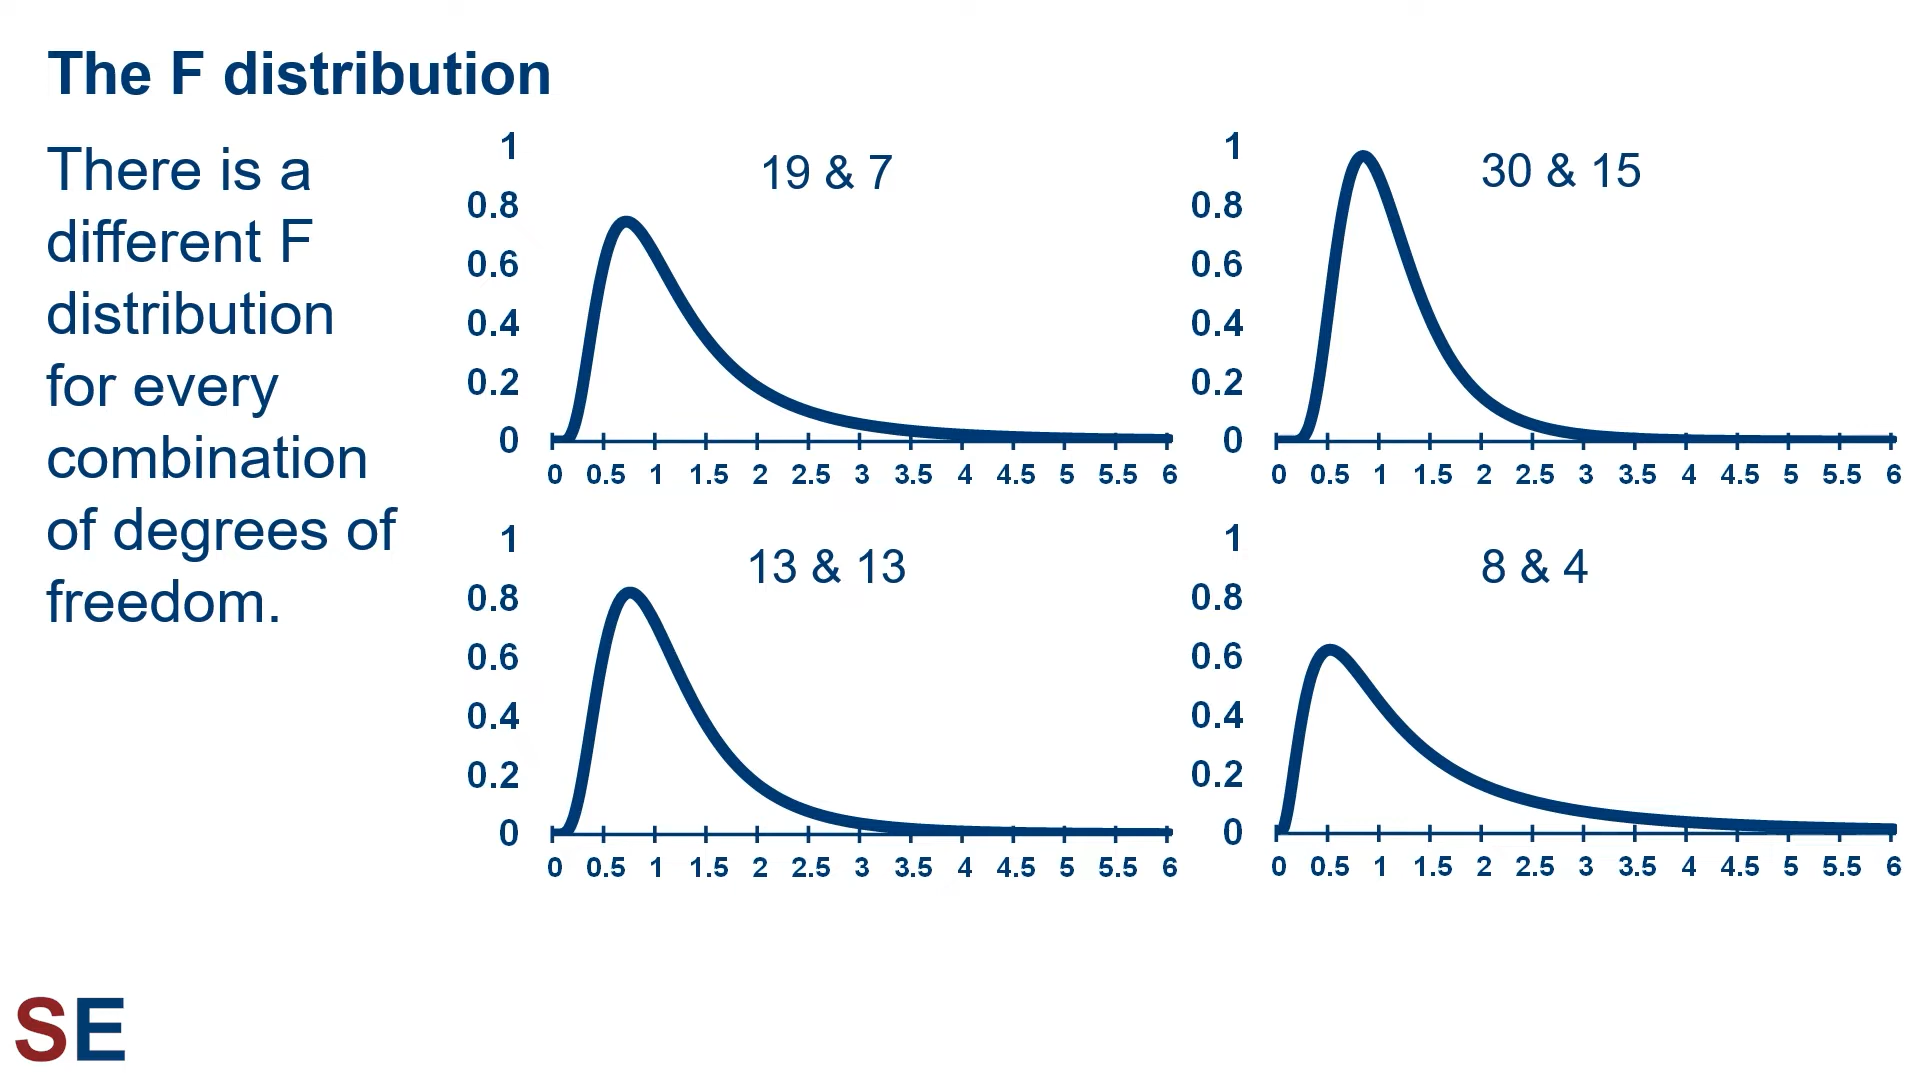 The F distribution
There is a
different F
distribution
for every
combination
of degrees of
freedom.
19 & 7
1
0.8
0.6
0.4
0.2
0
0 0.5 1 1.5 2 2.5 3 3.5 4 4.5 5 5.5 6
30 & 15
1
0.8
0.6
0.4
0.2
0
0 0.5 1 1.5 2 2.5 3 3.5 4 4.5 5 5.5 6
13 & 13
1
0.8
0.6
0.4
0.2
0
0 0.5 1 1.5 2 2.5 3 3.5 4 4.5 5 5.5 6
8 & 4
1
0.8
0.6
0.4
0.2
0
0 0.5 1 1.5 2 2.5 3 3.5 4 4.5 5 5.5 6
SE